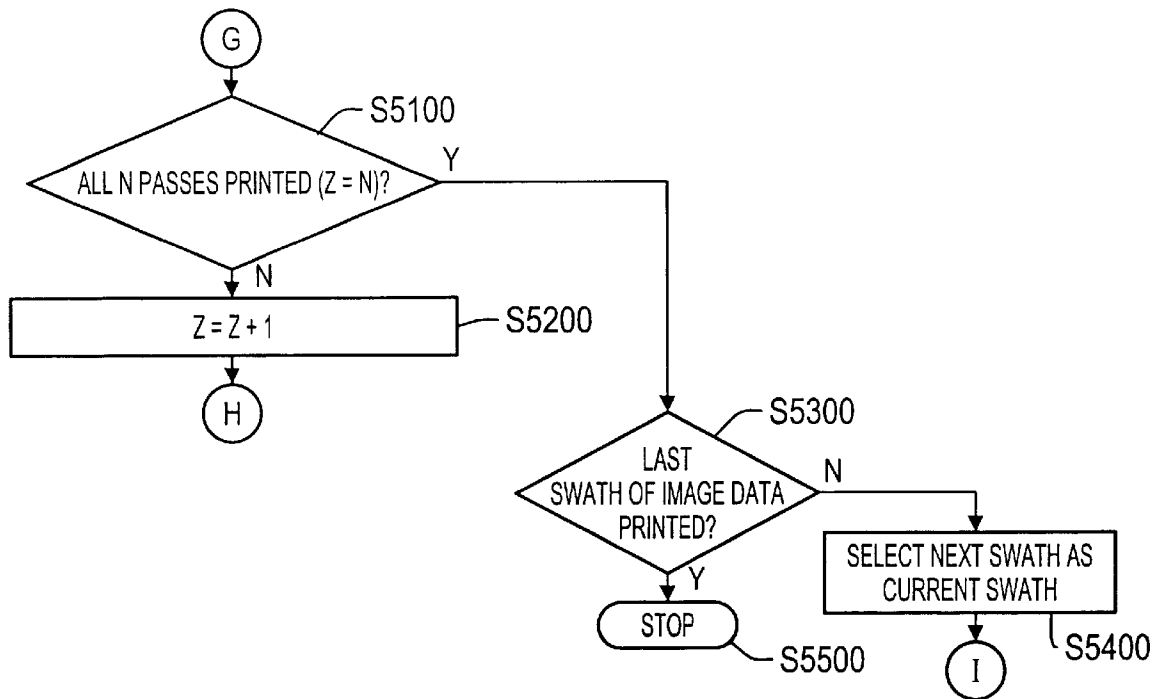 G
S5100
ALL N PASSES PRINTED (Z = N)?
Y
N
Z = Z + 1
S5200
H
S5300
LAST
SWATH OF IMAGE DATA
PRINTED?
N
Y
SELECT NEXT SWATH AS
CURRENT SWATH
STOP
S5500
S5400
I